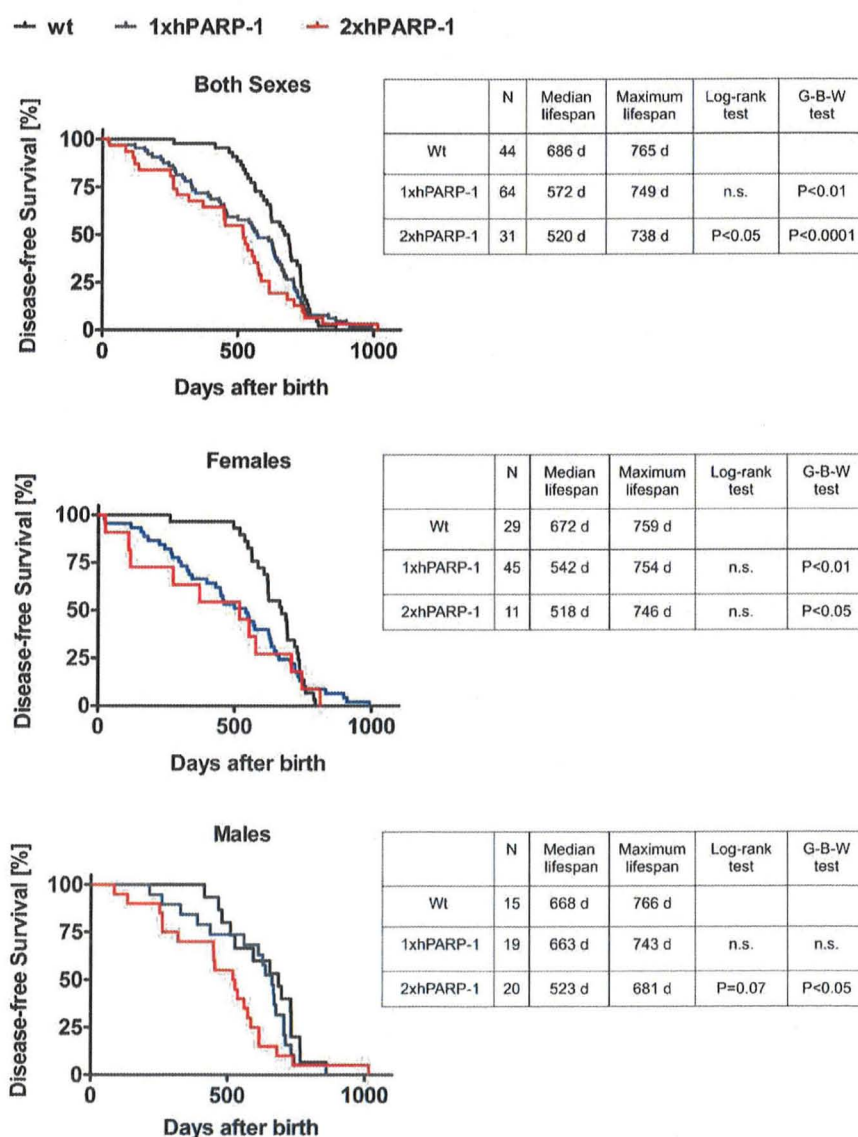 wt 1xhPARP-1 2xhPARP-1
Both Sexes
Disease-free Survival [%]
100
75
50
25
0
0 500 1000
Days after birth
N Median lifespan Maximum lifespan Log-rank test G-B-W test
Wt 44 686 d 765 d
1xhPARP-1 64 572 d 749 d n.s. P<0.01
2xhPARP-1 31 520 d 738 d P<0.05 P<0.0001
Females
Disease-free Survival [%]
100
75
50
25
0
0 500 1000
Days after birth
N Median lifespan Maximum lifespan Log-rank test G-B-W test
Wt 29 672 d 759 d
1xhPARP-1 45 542 d 754 d n.s. P<0.01
2xhPARP-1 11 518 d 746 d n.s. P<0.05
Males
Disease-free Survival [%]
100
75
50
25
0
0 500 1000
Days after birth
N Median lifespan Maximum lifespan Log-rank test G-B-W test
Wt 15 668 d 766 d
1xhPARP-1 19 663 d 743 d n.s. n.s.
2xhPARP-1 20 523 d 681 d P=0.07 P<0.05